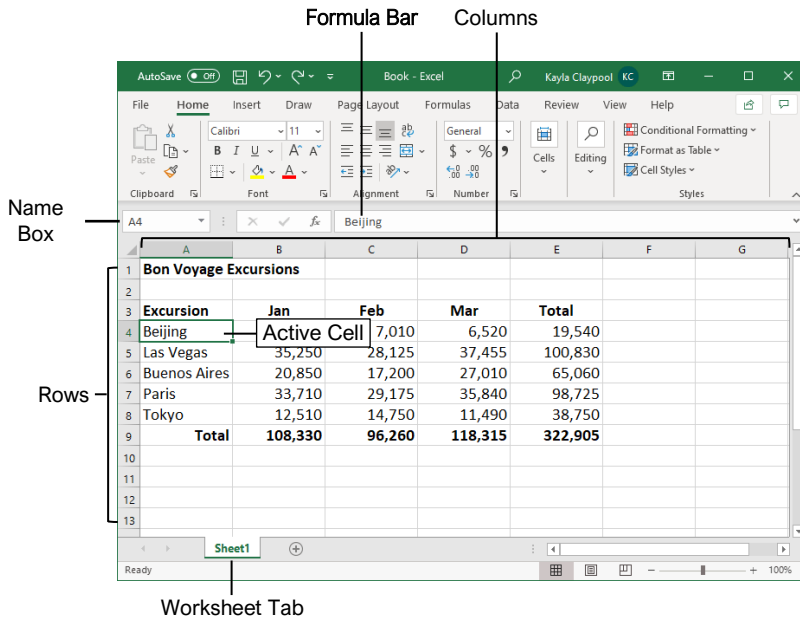 Formula Bar Columns
AutoSave Off Book - Excel Kayla Claypool KC
File Home Insert Draw Page Layout Formulas Data Review View Help
Paste Calibri 11 General Cells Editing Conditional Formatting
B I U A A $ % 9 Format as Table
A Cell Styles
Clipboard Font Alignment Number Styles
Name Box
A4 fx Beijing
A B C D E F G
1 Bon Voyage Excursions
2
3 Excursion Jan Feb Mar Total
4 Beijing Active Cell 7,010 6,520 19,540
5 Las Vegas 35,250 28,125 37,455 100,830
6 Buenos Aires 20,850 17,200 27,010 65,060
Rows
7 Paris 33,710 29,175 35,840 98,725
8 Tokyo 12,510 14,750 11,490 38,750
9 Total 108,330 96,260 118,315 322,905
10
11
12
13
Sheet1
Ready 100%
Worksheet Tab